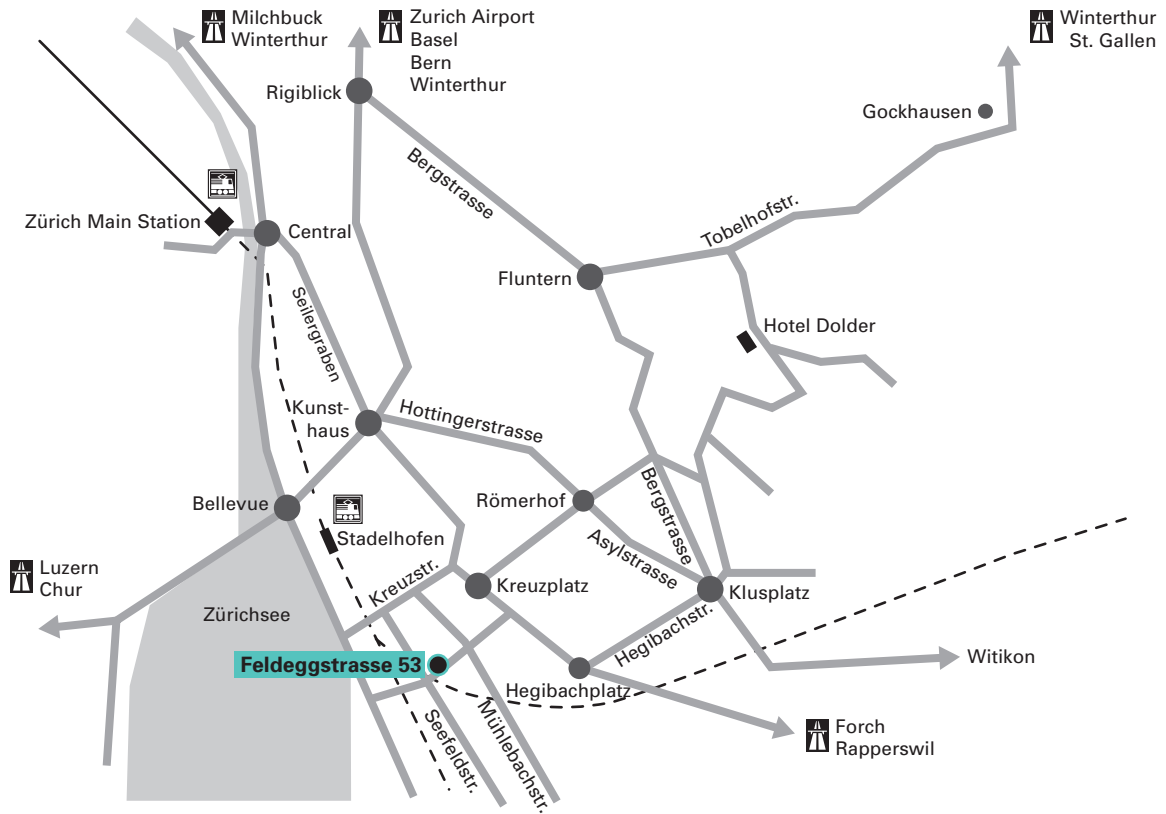 Milchbuck
Winterthur
Zurich Airport
Basel
Bern
Winterthur
Winterthur
St. Gallen
Rigiblick
Gockhausen
Bergstrasse
Zürich Main Station
Central
Tobelhofstr.
Fluntern
Seilergraben
Hotel Dolder
Kunst-
haus
Hottingerstrasse
Bellevue
Römerhof
Bergstrasse
Stadelhofen
Asylstrasse
Luzern
Chur
Kreuzstr.
Kreuzplatz
Klusplatz
Zürichsee
Hegibachstr.
Feldeggstrasse 53
Witikon
Hegibachplatz
Seefeldstr.
Mühlebachstr.
Forch
Rapperswil